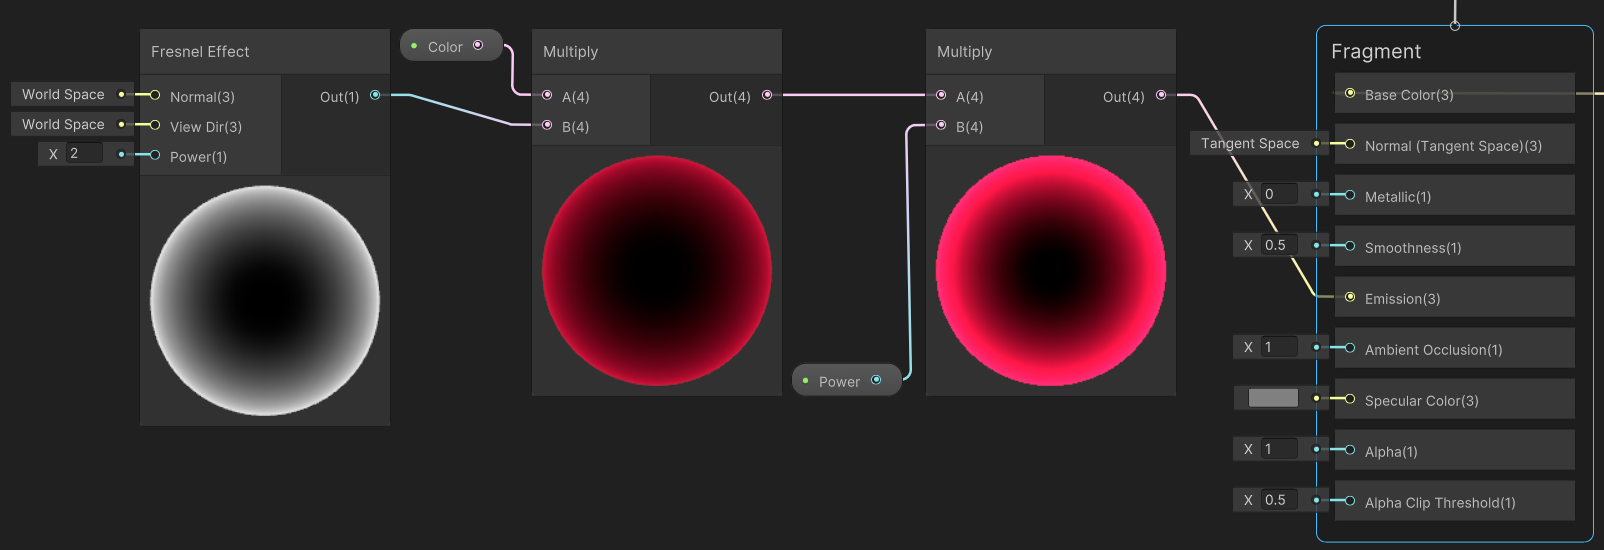 Fresnel Effect
World Space
Normal(3)
Out(1)
World Space
View Dir(3)
X 2
Power(1)
Color
Multiply
A(4)
Out(4)
B(4)
Power
Multiply
A(4)
Out(4)
B(4)
Fragment
Base Color(3)
Tangent Space
Normal (Tangent Space)(3)
X 0
Metallic(1)
X 0.5
Smoothness(1)
Emission(3)
X 1
Ambient Occlusion(1)
Specular Color(3)
X 1
Alpha(1)
X 0.5
Alpha Clip Threshold(1)